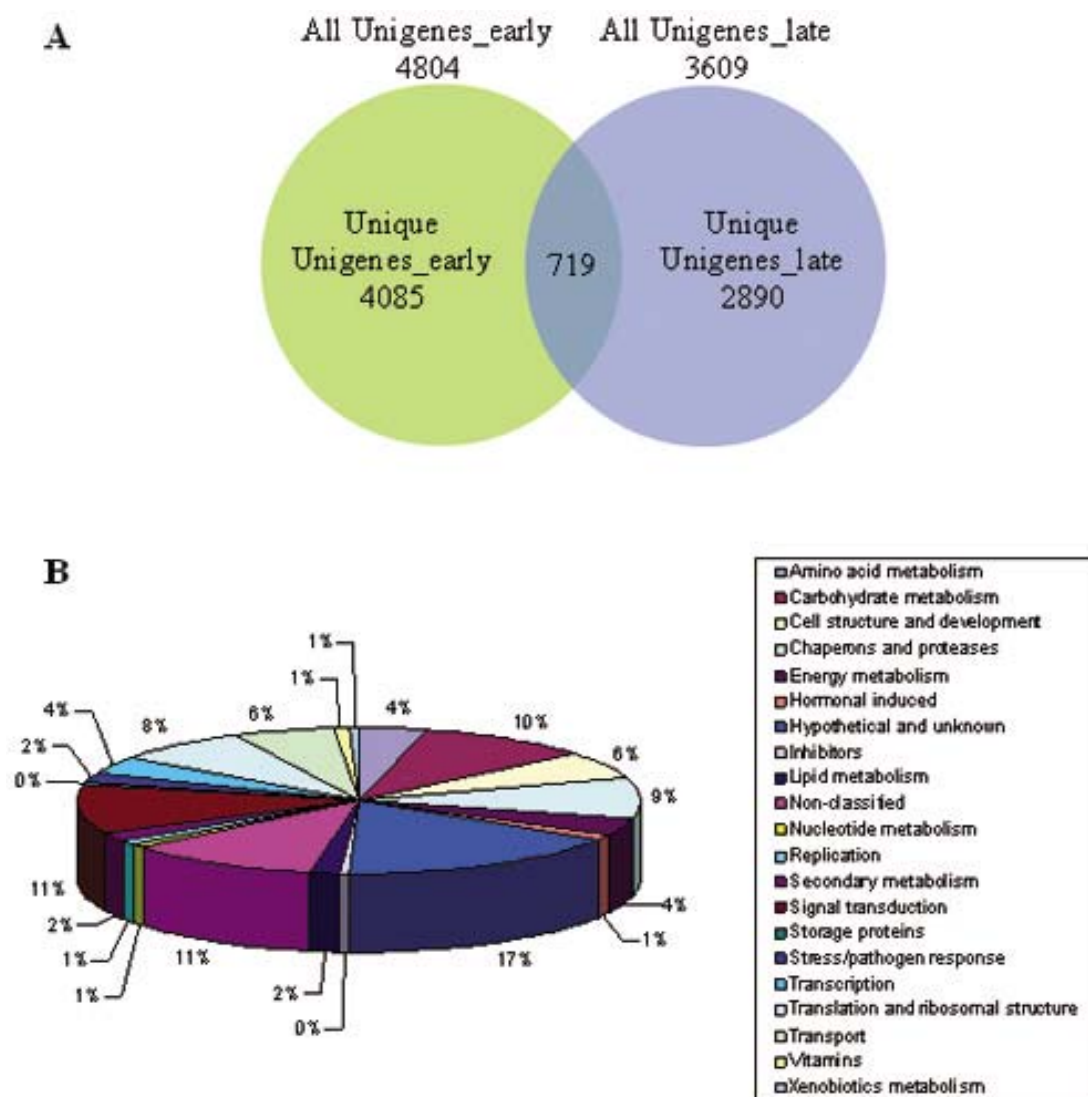 A
All Unigenes_early
4804
All Unigenes_late
3609
Unique
Unigenes_early
4085
719
Unique
Unigenes_late
2890
B
1%
1%
4%
10%
6%
9%
4%
1%
17%
0%
2%
11%
1%
1%
2%
11%
0%
2%
4%
8%
6%
Amino acid metabolism
Carbohydrate metabolism
Cell structure and development
Chaperons and proteases
Energy metabolism
Hormonal induced
Hypothetical and unknown
Inhibitors
Lipid metabolism
Non-classified
Nucleotide metabolism
Replication
Secondary metabolism
Signal transduction
Storage proteins
Stress/pathogen response
Transcription
Translation and ribosomal structure
Transport
Vitamins
Xenobiotics metabolism